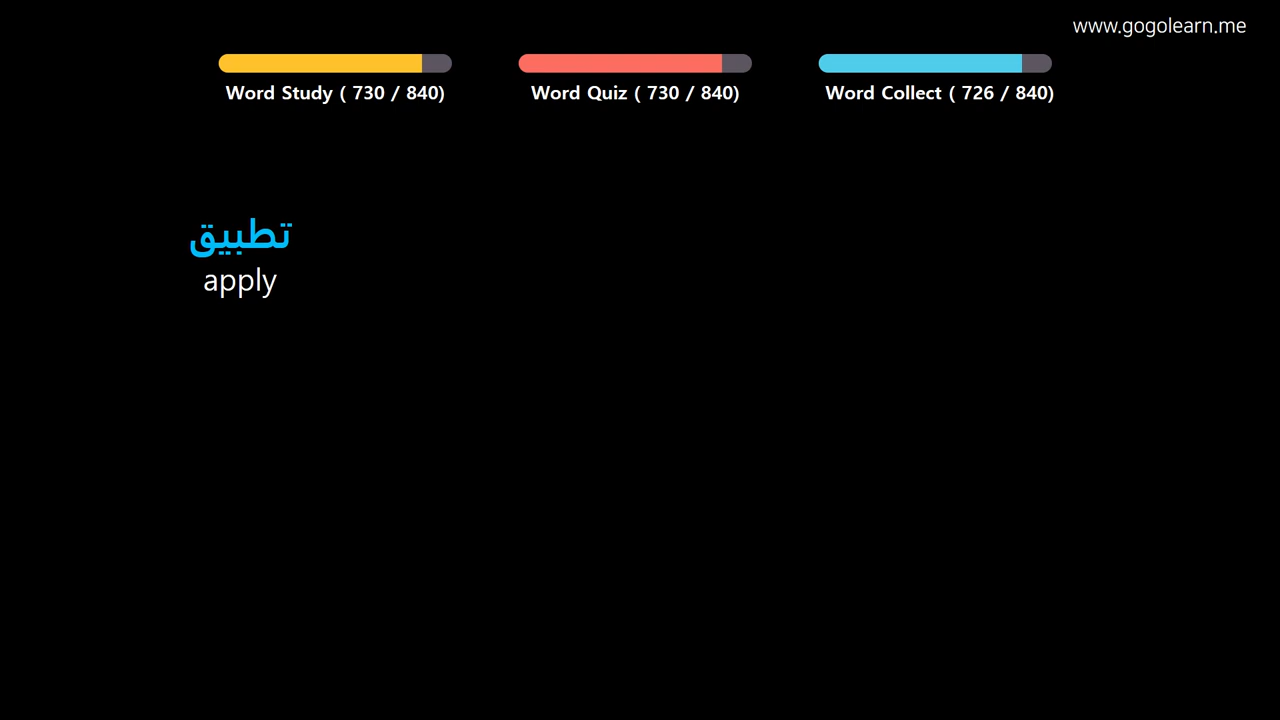 www.gogolearn.me
Word Study ( 730 / 840)
Word Quiz ( 730 / 840)
Word Collect ( 726 / 840)
تطبيق
apply